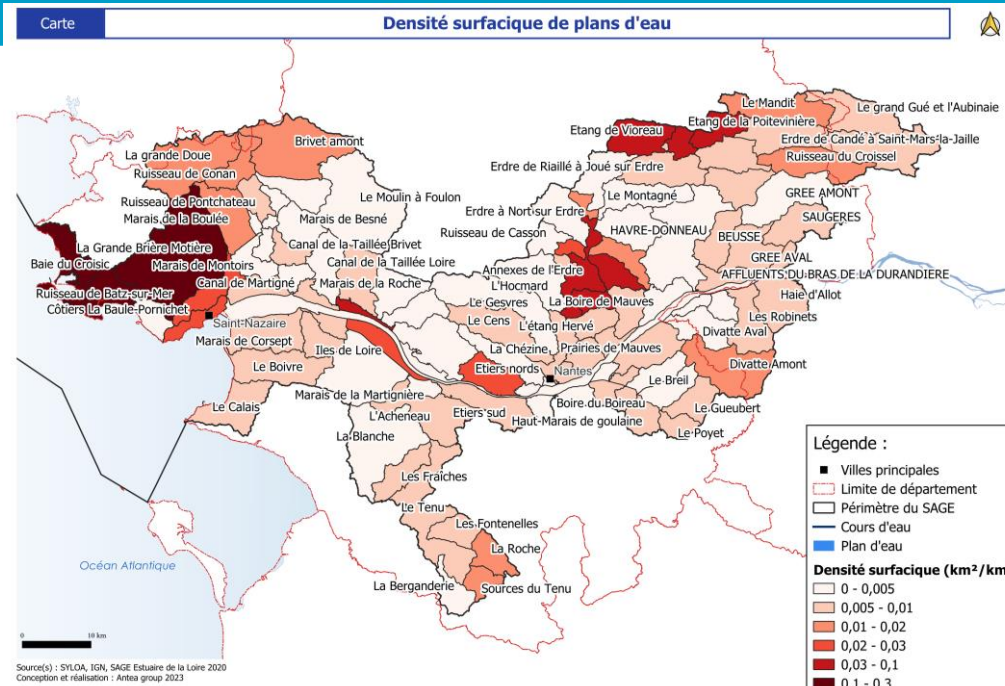 Carte
Densité surfacique de plans d'eau
Le Mandit
Le grand Gué et l'Aubinaie
Etang de la Poitevinière
Etang de Vioreau
Erdre de Candé à Saint-Mars-la-Jaille
Brivet amont
La grande Doue
Ruisseau du Croissel
Erdre de Riaillé à Joué sur Erdre
Ruisseau de Conan
Le Moulin à Foulon
Le Montagné
GREE AMONT
Ruisseau de Pontchateau
Erdre à Nort sur Erdre
SAUGERES
Marais de la Boulée
Marais de Besné
Ruisseau de Casson
HAVRE-DONNEAU
BEUSSE
La Grande Brière Motière
Canal de la Taillée Brivet
GREE AVAL
Baie du Croisic
Marais de Montoirs
Canal de la Taillée Loire
Annexes de l'Erdre
AFFLUENTS DU BRAS DE LA DURANDIERE
Canal de Martigné
Marais de la Roche
L'Hocmard
Ruisseau de Batz-sur-Mer
Haie d'Allot
Côtiers La Baule-Pornichet
Le Gesvres
La Boire de Mauves
Saint-Nazaire
Le Cens
L'étang Hervé
Les Robinets
Marais de Corsept
Divatte Aval
Iles de Loire
La Chézine
Prairies de Mauves
Le Boivre
Etiers nords
Nantes
Divatte Amont
Le Breil
Marais de la Martignière
Boire du Boireau
Le Calais
L'Acheneau
Etiers sud
Haut-Marais de goulaine
Le Gueubert
La Blanche
Le Poyet
Les Fraîches
Le Tenu
Les Fontenelles
La Roche
La Berganderie
Sources du Tenu
Océan Atlantique
Légende :
Villes principales
Limite de département
Périmètre du SAGE
Cours d'eau
Plan d'eau
Densité surfacique (km²/km
0 - 0,005
0,005 - 0,01
0,01 - 0,02
0,02 - 0,03
0,03 - 0,1
0,1 - 0,3
0 10 km
Source(s) : SYLOA, IGN, SAGE Estuaire de la Loire 2020
Conception et réalisation : Antea group 2023